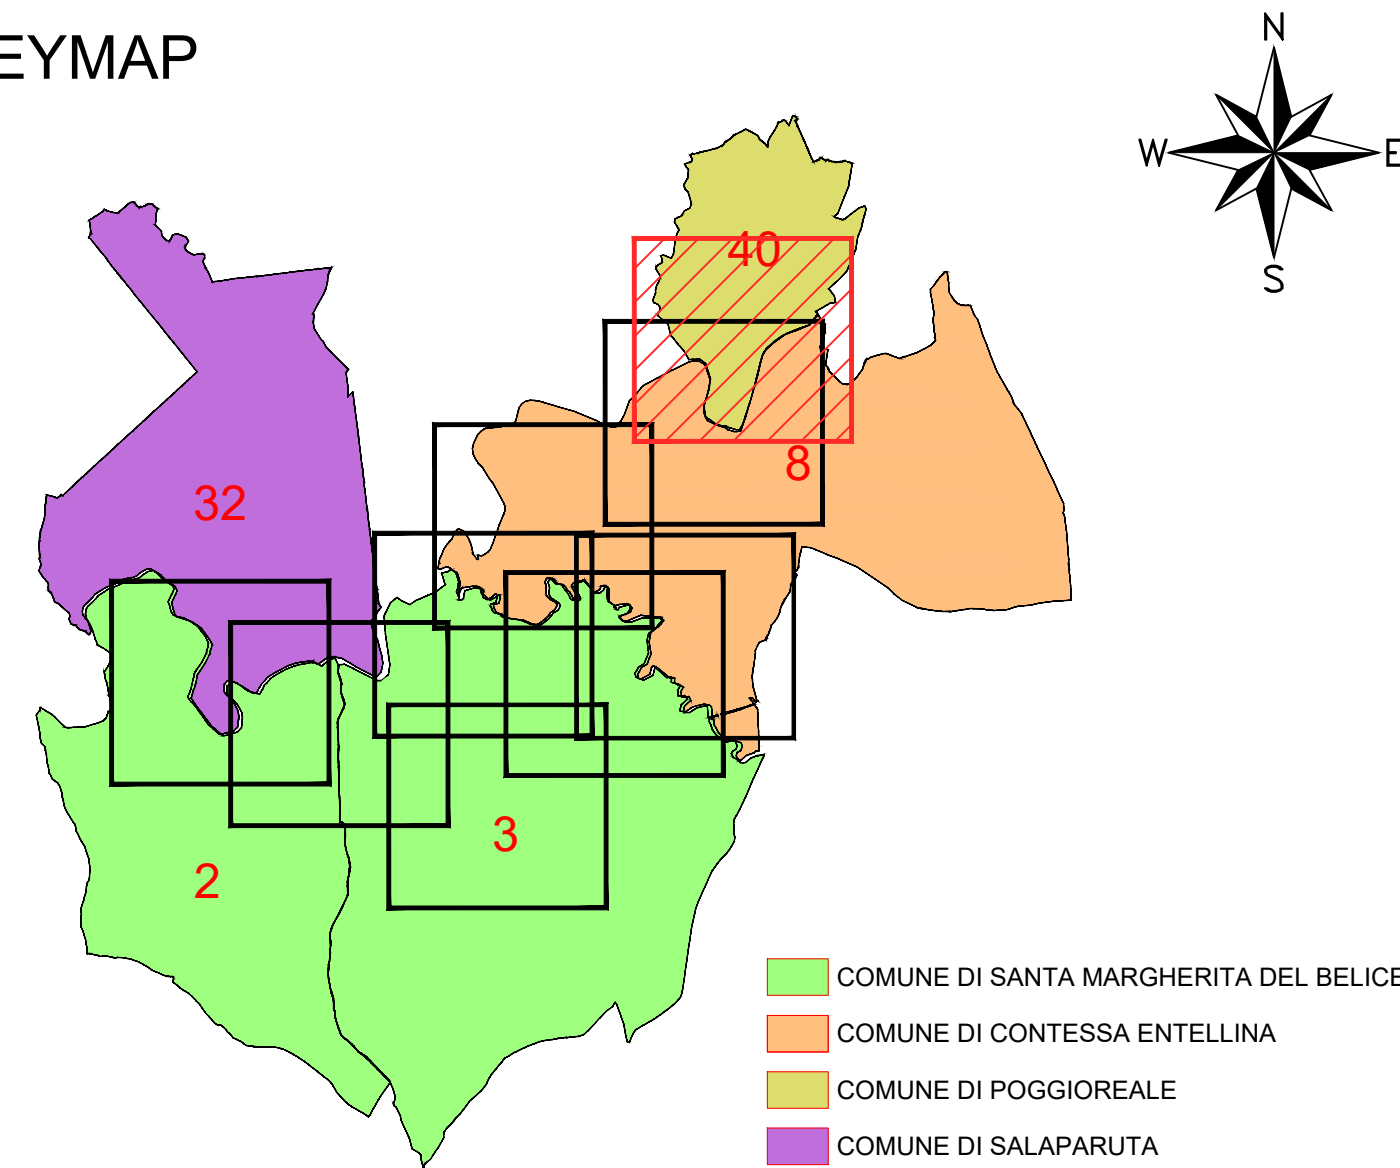 EYMAP
N
W
E
S
40
8
32
3
2
COMUNE DI SANTA MARGHERITA DEL BELICE
COMUNE DI CONTESSA ENTELLINA
COMUNE DI POGGIOREALE
COMUNE DI SALAPARUTA